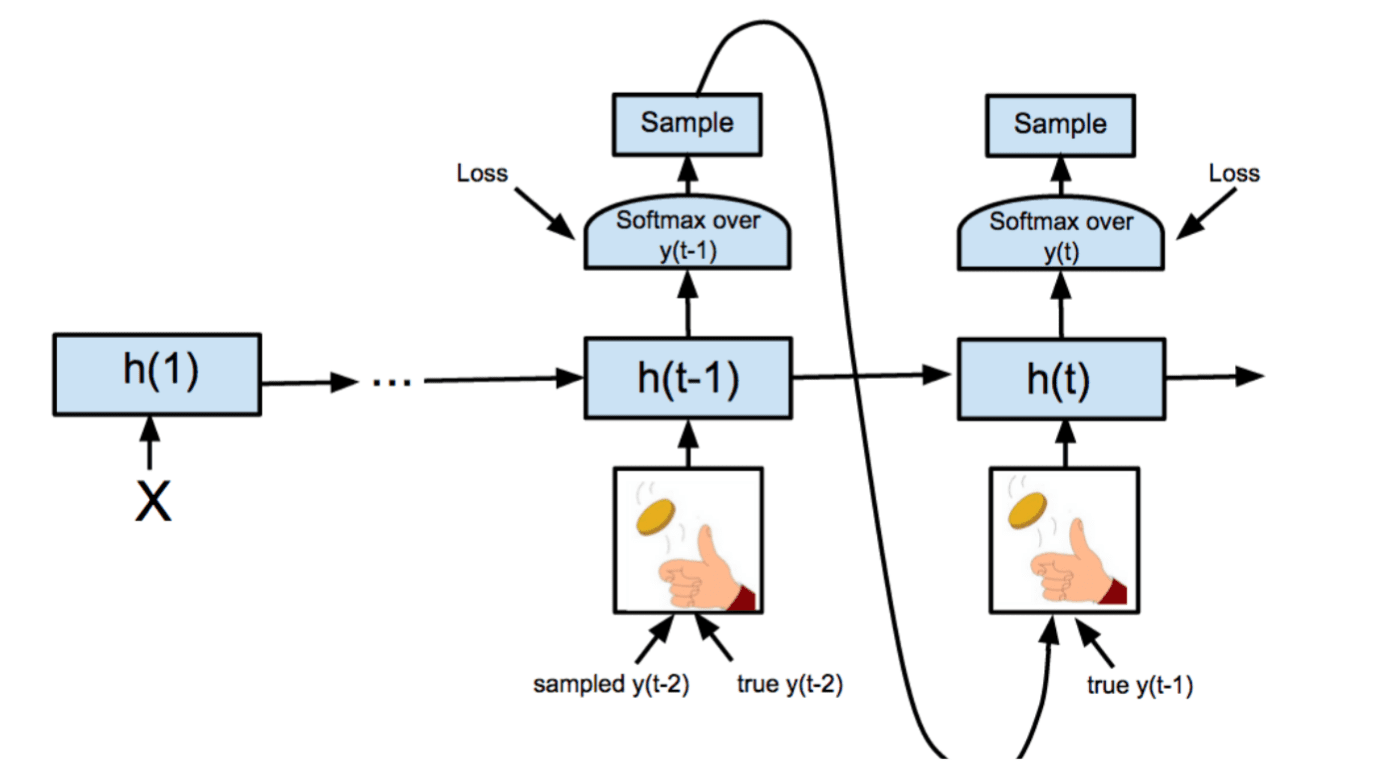 Sample
Sample
Loss
Loss
Softmax over
y(t-1)
Softmax over
y(t)
h(1)
...
h(t-1)
h(t)
X
sampled y(t-2)
true y(t-2)
true y(t-1)